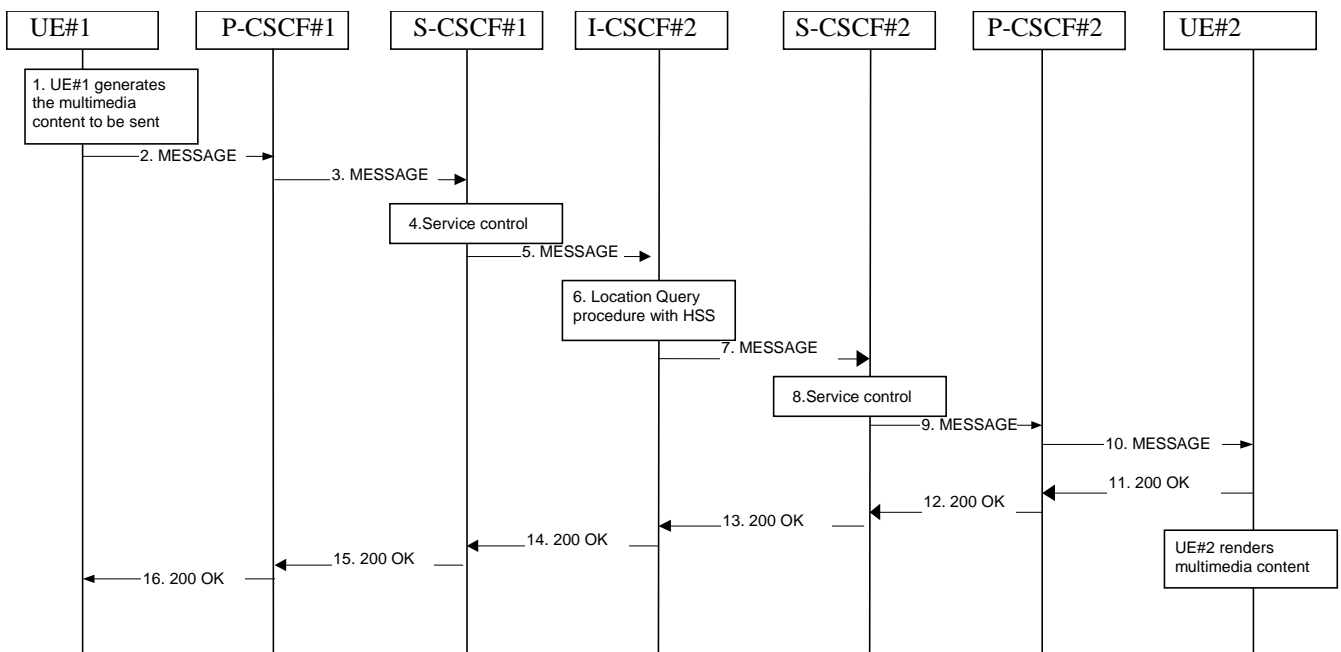 UE#1
P-CSCF#1
S-CSCF#1
I-CSCF#2
S-CSCF#2
P-CSCF#2
UE#2
1. UE#1 generates
the multimedia
content to be sent
2. MESSAGE
3. MESSAGE
4.Service control
5. MESSAGE
6. Location Query
procedure with HSS
7. MESSAGE
8.Service control
9. MESSAGE
10. MESSAGE
11. 200 OK
12. 200 OK
13. 200 OK
14. 200 OK
15. 200 OK
16. 200 OK
UE#2 renders
multimedia content